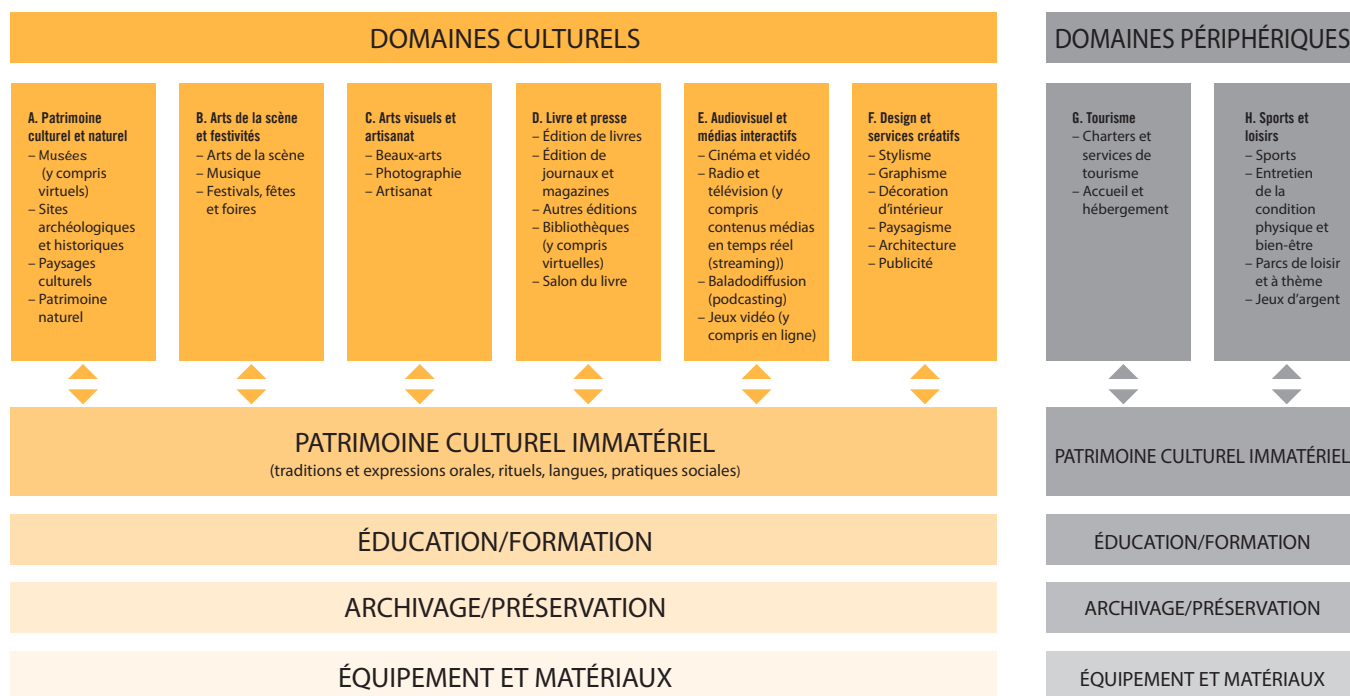 DOMAINES CULTURELS
DOMAINES PÉRIPHÉRIQUES
A. Patrimoine
culturel et naturel
– Musées
(y compris
virtuels)
– Sites
archéologiques
et historiques
– Paysages
culturels
– Patrimoine
naturel
B. Arts de la scène
et festivités
– Arts de la scène
– Musique
– Festivals, fêtes
et foires
C. Arts visuels et
artisanat
– Beaux-arts
– Photographie
– Artisanat
D. Livre et presse
– Édition de livres
– Édition de
journaux et
magazines
– Autres éditions
– Bibliothèques
(y compris
virtuelles)
– Salon du livre
E. Audiovisuel et
médias interactifs
– Cinéma et vidéo
– Radio et
télévision (y
compris
contenus médias
en temps réel
(streaming))
– Baladodiffusion
(podcasting)
– Jeux vidéo (y
compris en ligne)
F. Design et
services créatifs
– Stylisme
– Graphisme
– Décoration
d'intérieur
– Paysagisme
– Architecture
– Publicité
G. Tourisme
– Charters et
services de
tourisme
– Accueil et
hébergement
H. Sports et
loisirs
– Sports
– Entretien
de la
condition
physique et
bien-être
– Parcs de loisir
et à thème
– Jeux d'argent
PATRIMOINE CULTUREL IMMATÉRIEL
(traditions et expressions orales, rituels, langues, pratiques sociales)
PATRIMOINE CULTUREL IMMATÉRIEL
ÉDUCATION/FORMATION
ÉDUCATION/FORMATION
ARCHIVAGE/PRÉSERVATION
ARCHIVAGE/PRÉSERVATION
ÉQUIPEMENT ET MATÉRIAUX
ÉQUIPEMENT ET MATÉRIAUX